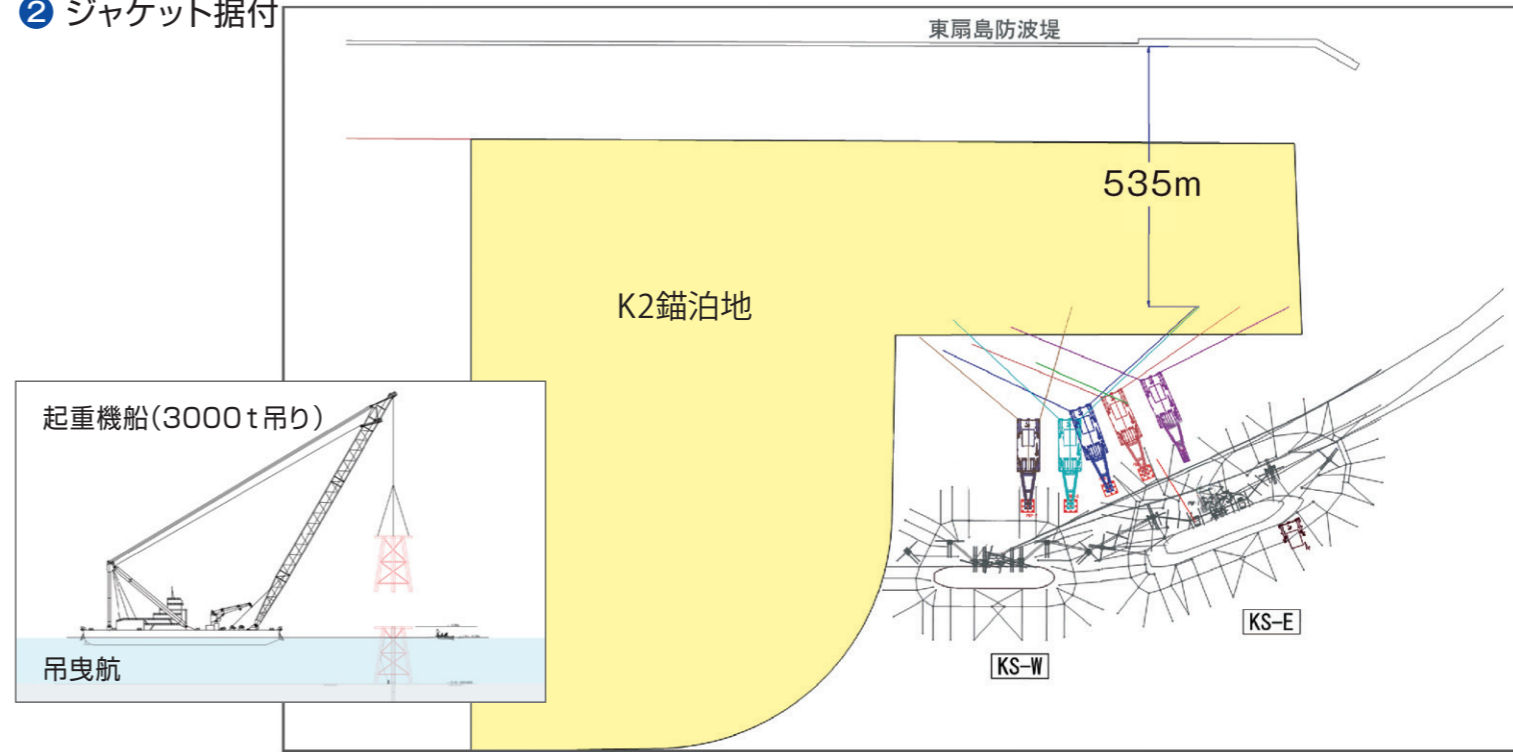 ❷ ジャケット据付
東扇島防波堤
535m
K2錨泊地
起重機船(3000t吊り)
吊曳航
KS-E
KS-W